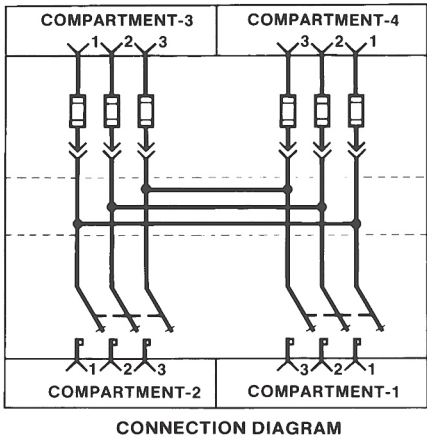 COMPARTMENT-3 COMPARTMENT-4
1 2 3 3 2 1
1 2 3 3 2 1
COMPARTMENT-2 COMPARTMENT-1
CONNECTION DIAGRAM